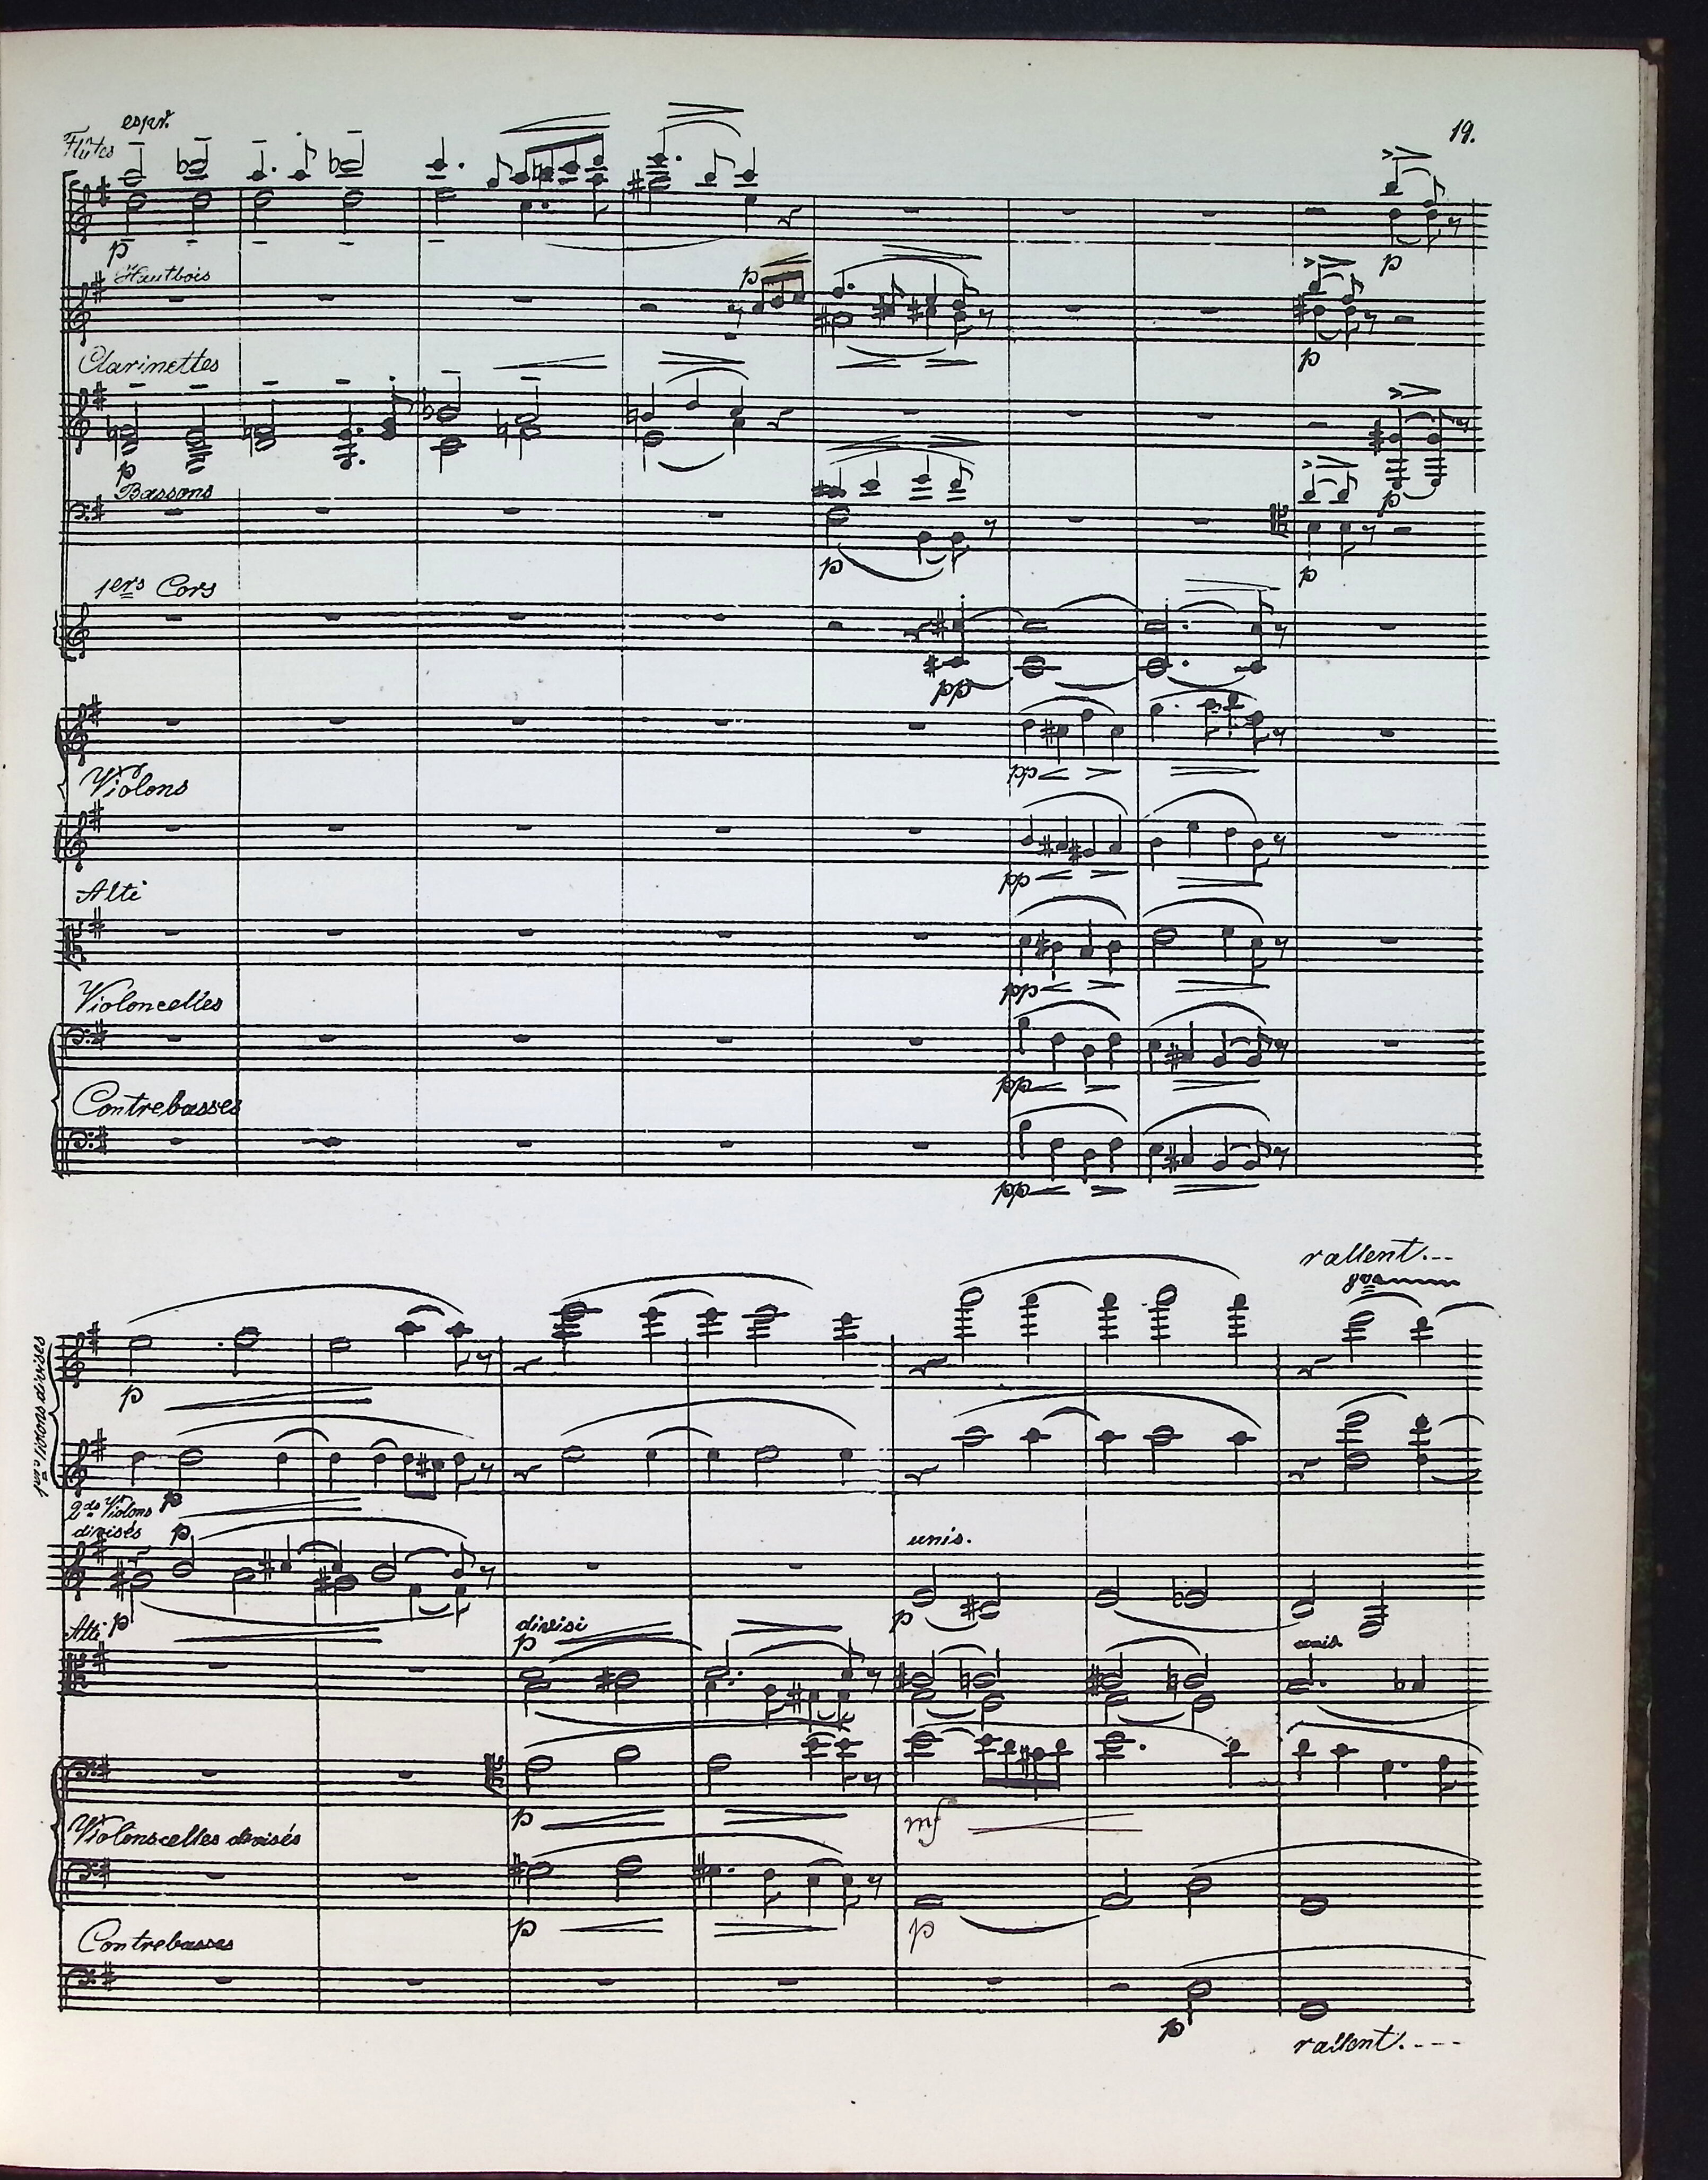 espr.
19.
Flûtes
p
p
Hautbois
p
p
Clarinettes
p
p
Bassons
p
p
1ers Cors
pp
pp
Violons
pp
Alti
pp
Violoncelles
pp
Contrebasses
pp
rallent.---
8va
1ers Violons divisés
p
p
2ds Violons
divisés
p
unis.
p
p
Alti
divisi
p
unis.
p
mf
Violoncelles divisés
p
p
Contrebasses
p
rallent.----